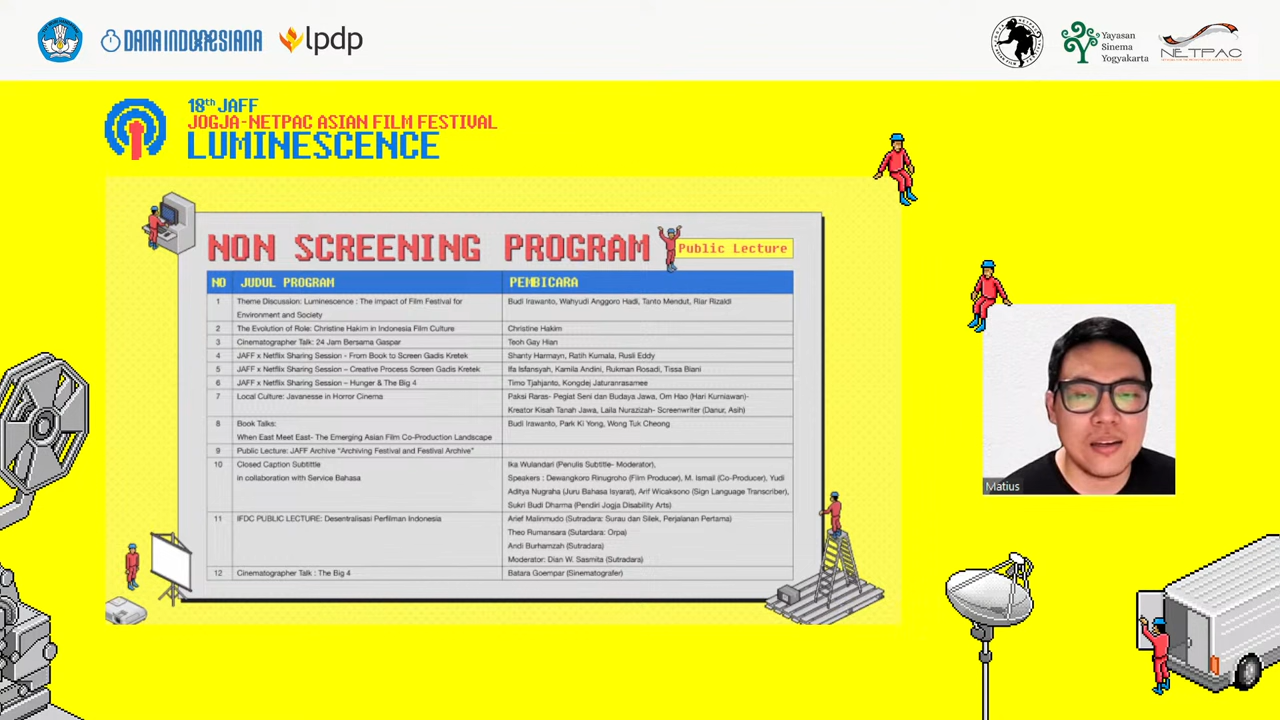 DANA INDONESIANA
lpdp
Yayasan
Sinema
Yogyakarta
NETPAC
18th JAFF
JOGJA-NETPAC ASIAN FILM FESTIVAL
LUMINESCENCE
NON SCREENING PROGRAM
Public Lecture
NO JUDUL PROGRAM PEMBICARA
1 Theme Discussion: Luminescence : The impact of Film Festival for Budi Irawanto, Wahyudi Anggoro Hadi, Tanto Mendut, Riar Rizaldi
Environment and Society
2 The Evolution of Role: Christine Hakim in Indonesia Film Culture Christine Hakim
3 Cinematographer Talk: 24 Jam Bersama Gaspar Teoh Gay Hian
4 JAFF x Netflix Sharing Session - From Book to Screen Gadis Kretek Shanty Harmayn, Ratih Kumala, Rusli Eddy
5 JAFF x Netflix Sharing Session – Creative Process Screen Gadis Kretek Ifa Isfansyah, Kamila Andini, Rukman Rosadi, Tissa Biani
6 JAFF x Netflix Sharing Session – Hunger & The Big 4 Timo Tjahjanto, Kongdej Jaturanrasamee
7 Local Culture: Javanesse in Horror Cinema Paksi Raras- Pegiat Seni dan Budaya Jawa, Om Hao (Hari Kurniawan)-
Kreator Kisah Tanah Jawa, Laila Nurazizah- Screenwriter (Danur, Asih)
8 Book Talks: Budi Irawanto, Park Ki Yong, Wong Tuk Cheong
When East Meet East- The Emerging Asian Film Co-Production Landscape
9 Public Lecture: JAFF Archive "Archiving Festival and Festival Archive"
10 Closed Caption Subtittle Ika Wulandari (Penulis Subtitle- Moderator),
in collaboration with Service Bahasa Speakers : Dewangkoro Rinugroho (Film Producer), M. Ismail (Co-Producer), Yudi
Aditya Nugraha (Juru Bahasa Isyarat), Arif Wicaksono (Sign Language Transcriber),
Sukri Budi Dharma (Pendiri Jogja Disability Arts)
11 IFDC PUBLIC LECTURE: Desentralisasi Perfilman Indonesia Arief Malinmudo (Sutradara: Surau dan Silek, Perjalanan Pertama)
Theo Rumansara (Sutardara: Orpa)
Andi Burhamzah (Sutradara)
Moderator: Dian W. Sasmita (Sutradara)
12 Cinematographer Talk : The Big 4 Batara Goempar (Sinematografer)
Matius